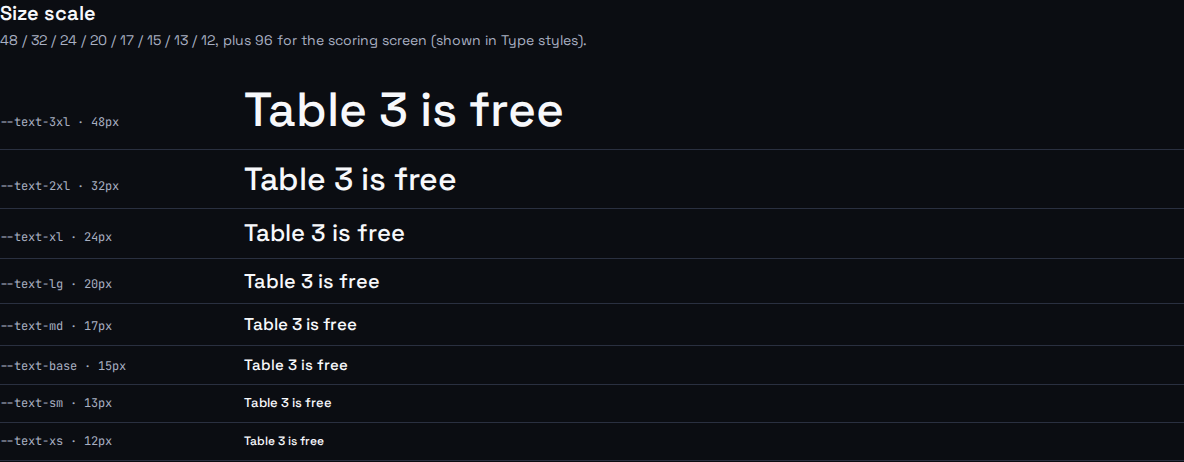 Size scale
48 / 32 / 24 / 20 / 17 / 15 / 13 / 12, plus 96 for the scoring screen (shown in Type styles).
--text-3xl · 48px Table 3 is free
--text-2xl · 32px Table 3 is free
--text-xl · 24px Table 3 is free
--text-lg · 20px Table 3 is free
--text-md · 17px Table 3 is free
--text-base · 15px Table 3 is free
--text-sm · 13px Table 3 is free
--text-xs · 12px Table 3 is free